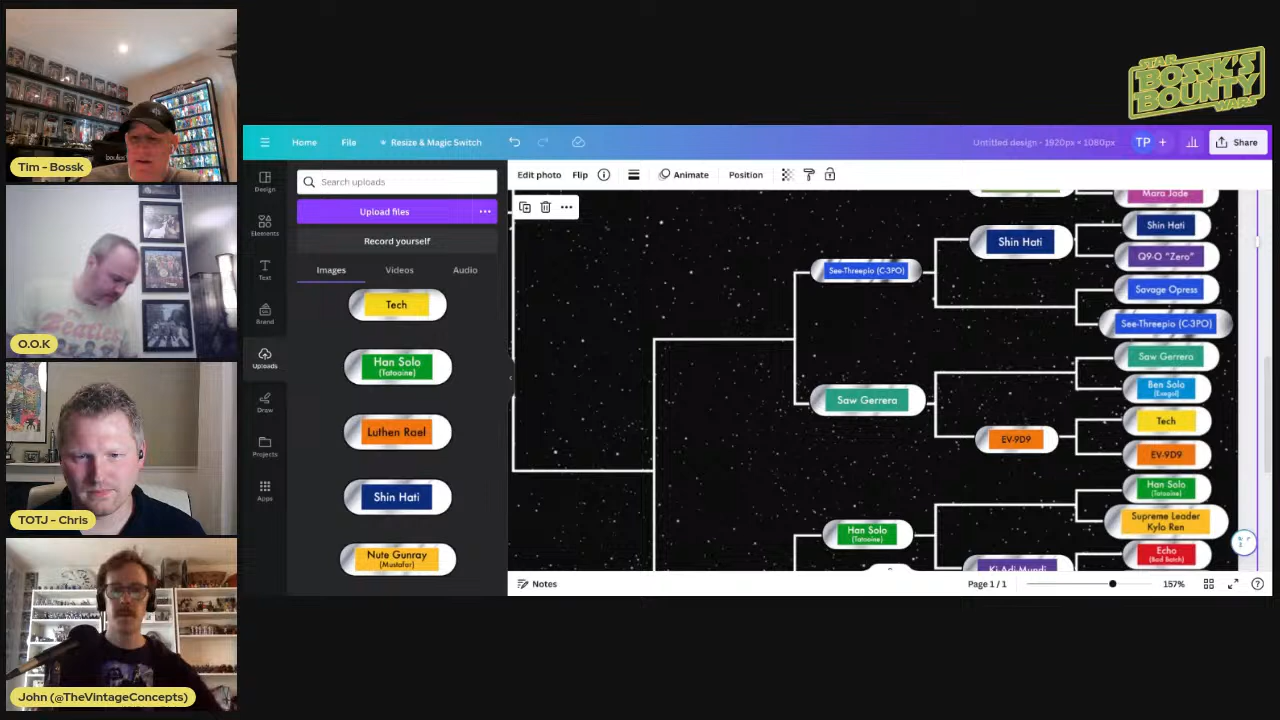 Tim - Bossk
O.O.K
TOTJ - Chris
John (@TheVintageConcepts)
STAR
BOSSK'S
BOUNTY
WARS
Home
File
Resize & Magic Switch
Untitled design - 1920px × 1080px
TP
Share
Design
Elements
Text
Brand
Uploads
Draw
Projects
Apps
Search uploads
Upload files
Record yourself
Images
Videos
Audio
Tech
Han Solo
(Tatooine)
Luthen Rael
Shin Hati
Nute Gunray
(Mustafar)
Edit photo
Flip
Animate
Position
See-Threepio (C-3PO)
Saw Gerrera
Han Solo
(Tatooine)
Shin Hati
EV-9D9
Ki-Adi-Mundi
Mara Jade
Shin Hati
Q9-0 "Zero"
Savage Opress
See-Threepio (C-3PO)
Saw Gerrera
Ben Solo
(Exegol)
Tech
EV-9D9
Han Solo
(Tatooine)
Supreme Leader
Kylo Ren
Echo
(Bad Batch)
Notes
Page 1 / 1
157%